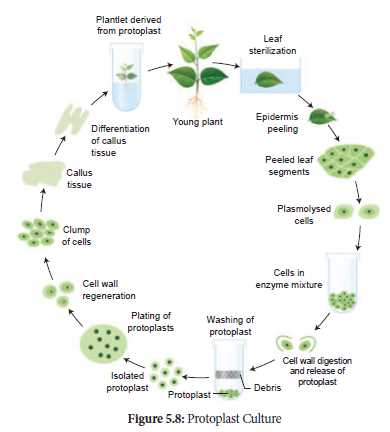 Plantlet derived
from protoplast
Young plant
Leaf
sterilization
Epidermis
peeling
Peeled leaf
segments
Plasmolysed
cells
Cells in
enzyme mixture
Cell wall digestion
and release of
protoplast
Washing of
protoplast
Debris
Protoplast
Isolated
protoplast
Plating of
protoplasts
Cell wall
regeneration
Clump
of cells
Callus
tissue
Differentiation
of callus
tissue
Figure 5.8: Protoplast Culture